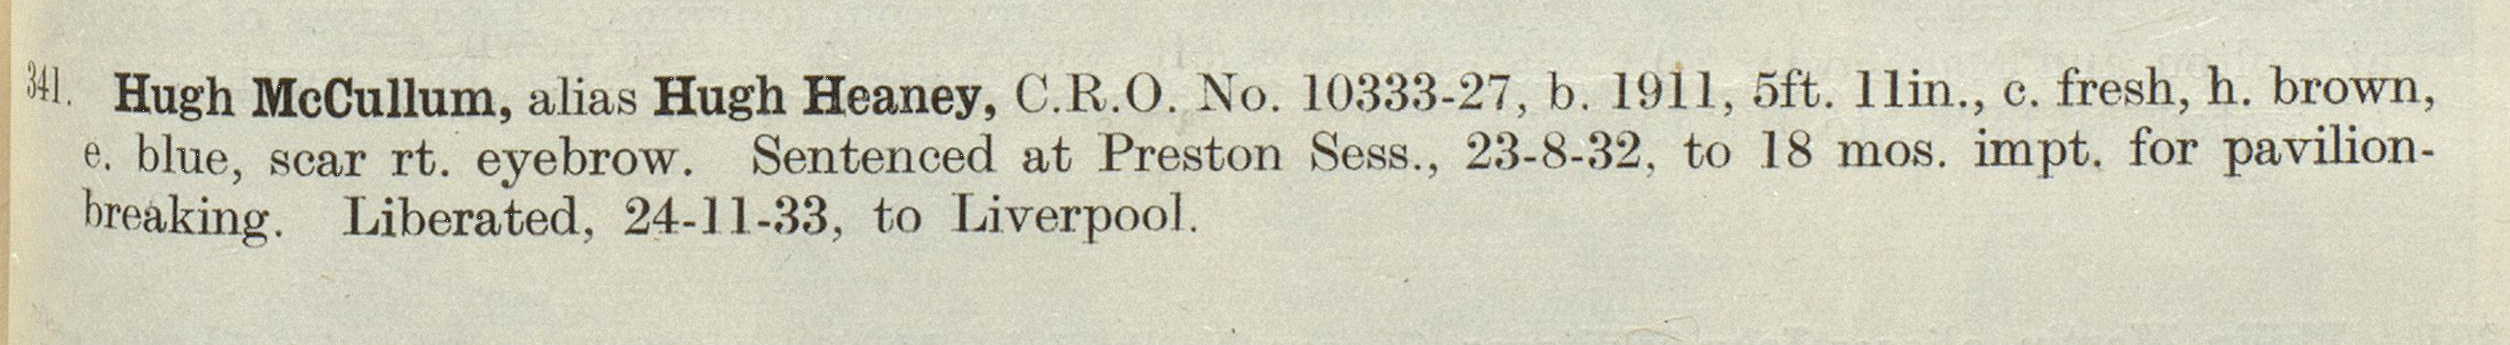 341. Hugh McCullum, alias Hugh Heaney, C.R.O. No. 10333-27, b. 1911, 5ft. 11in., c. fresh, h. brown,
e. blue, scar rt. eyebrow. Sentenced at Preston Sess., 23-8-32, to 18 mos. impt. for pavilion-
breaking. Liberated, 24-11-33, to Liverpool.